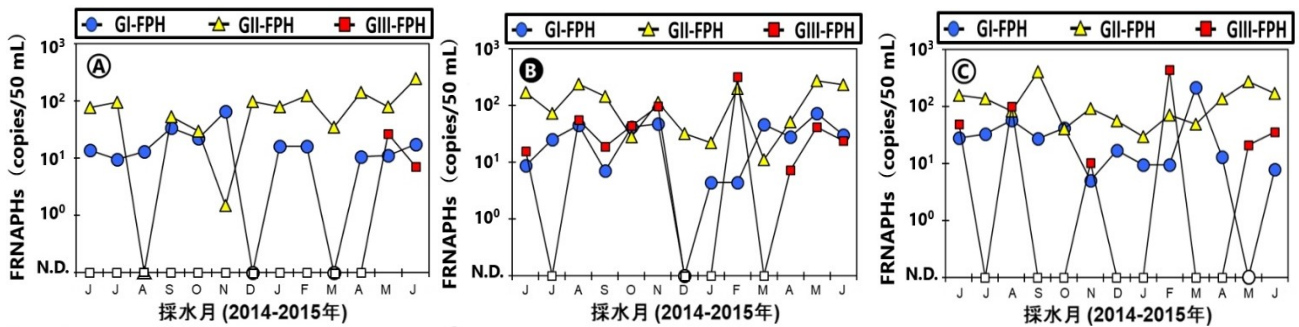 GI-FPH GII-FPH GIII-FPH
A
FRNAPHs (copies/50 mL)
10³
10²
10¹
10⁰
N.D.
J J A S O N D J F M A M J
採水月 (2014-2015年)
GI-FPH GII-FPH GIII-FPH
B
FRNAPHs (copies/50 mL)
10³
10²
10¹
10⁰
N.D.
J J A S O N D J F M A M J
採水月 (2014-2015年)
GI-FPH GII-FPH GIII-FPH
C
FRNAPHs (copies/50 mL)
10³
10²
10¹
10⁰
N.D.
J J A S O N D J F M A M J
採水月 (2014-2015年)